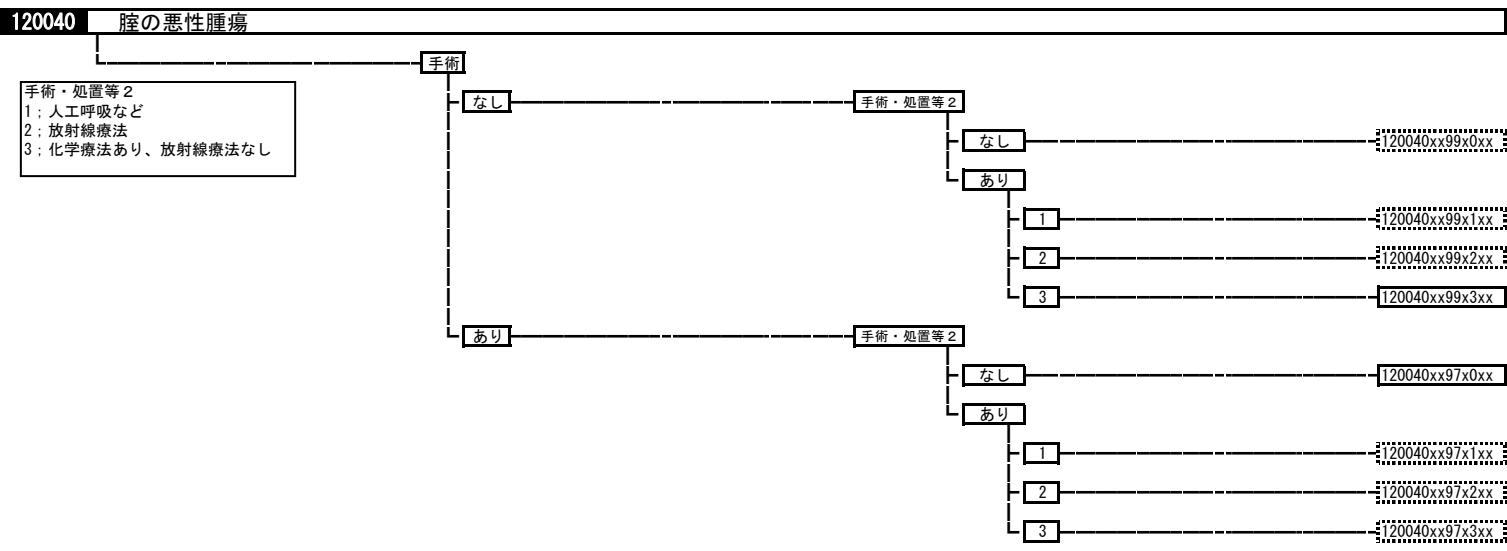 120040 腟の悪性腫瘍
手術
手術・処置等２
1；人工呼吸など
2；放射線療法
3；化学療法あり、放射線療法なし
なし 手術・処置等２
なし 120040xx99x0xx
あり
1 120040xx99x1xx
2 120040xx99x2xx
3 120040xx99x3xx
あり 手術・処置等２
なし 120040xx97x0xx
あり
1 120040xx97x1xx
2 120040xx97x2xx
3 120040xx97x3xx